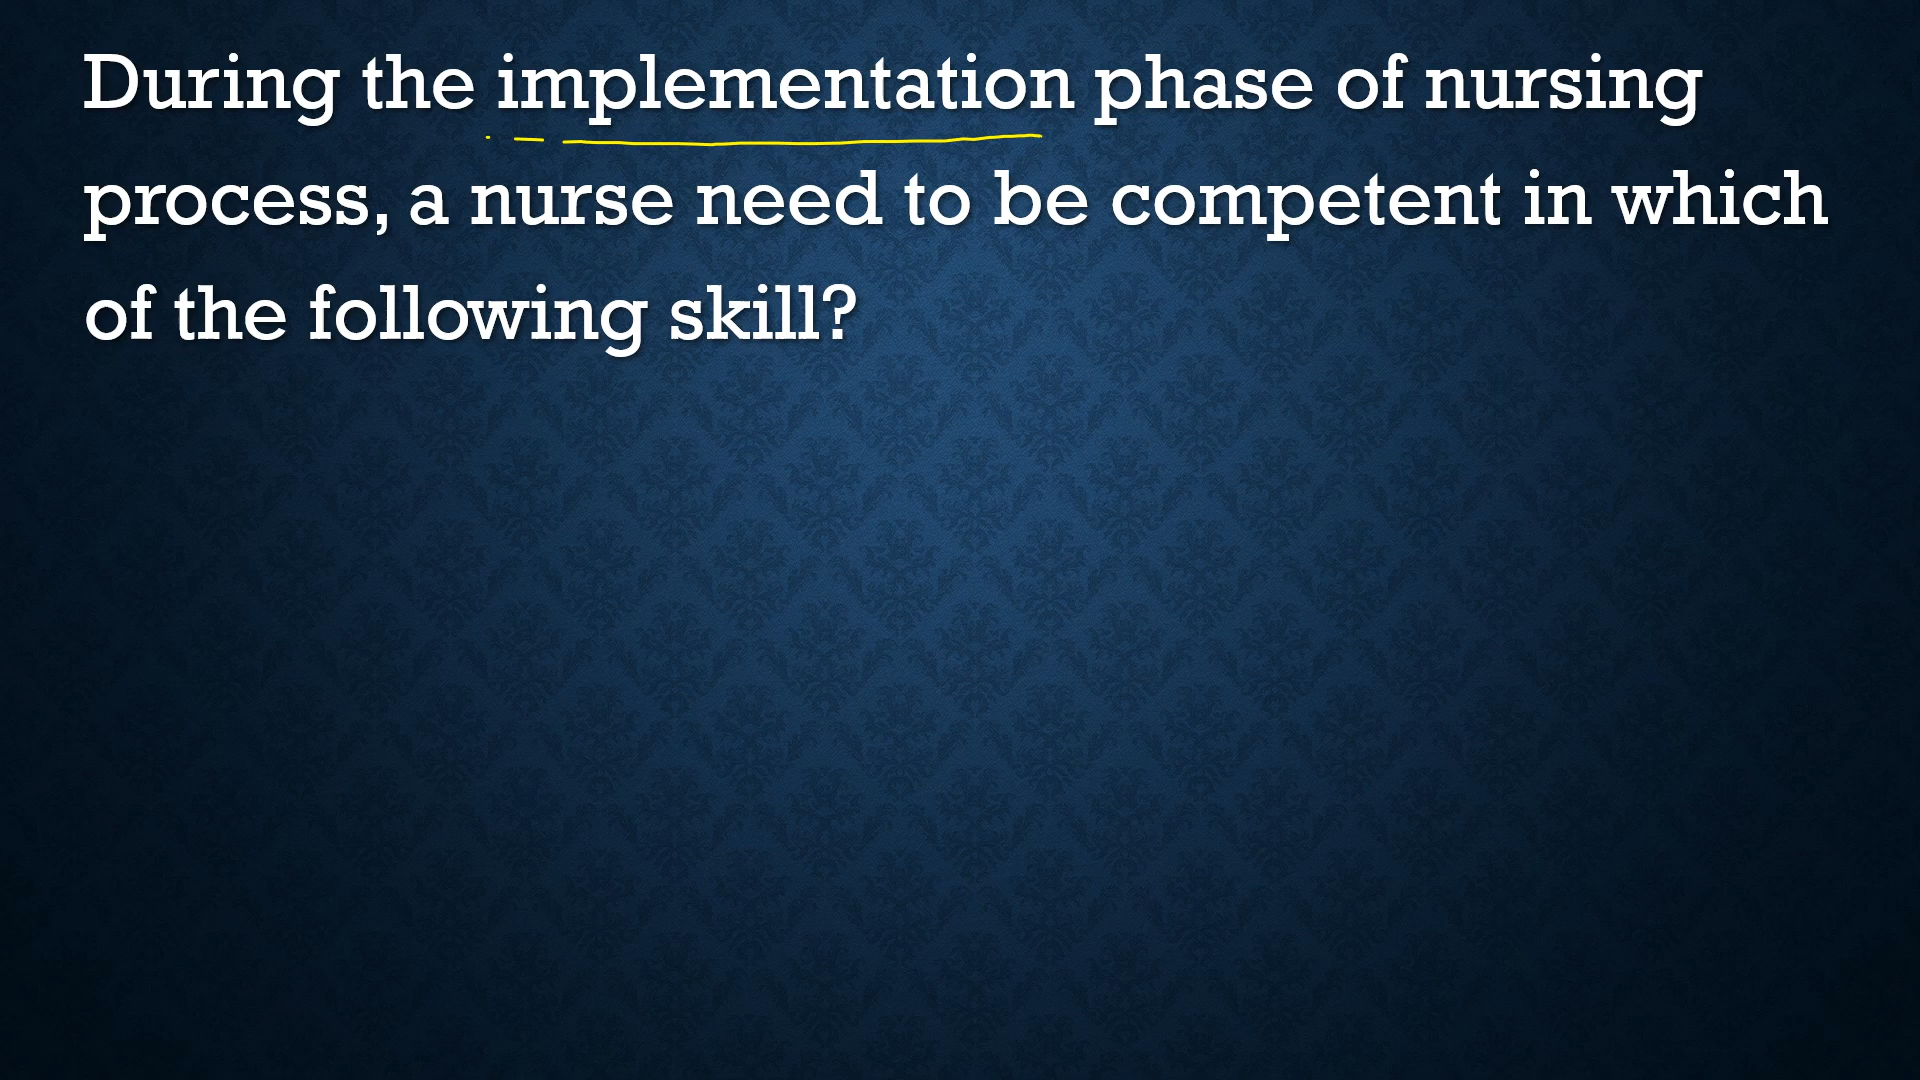 During the implementation phase of nursing
process, a nurse need to be competent in which
of the following skill?